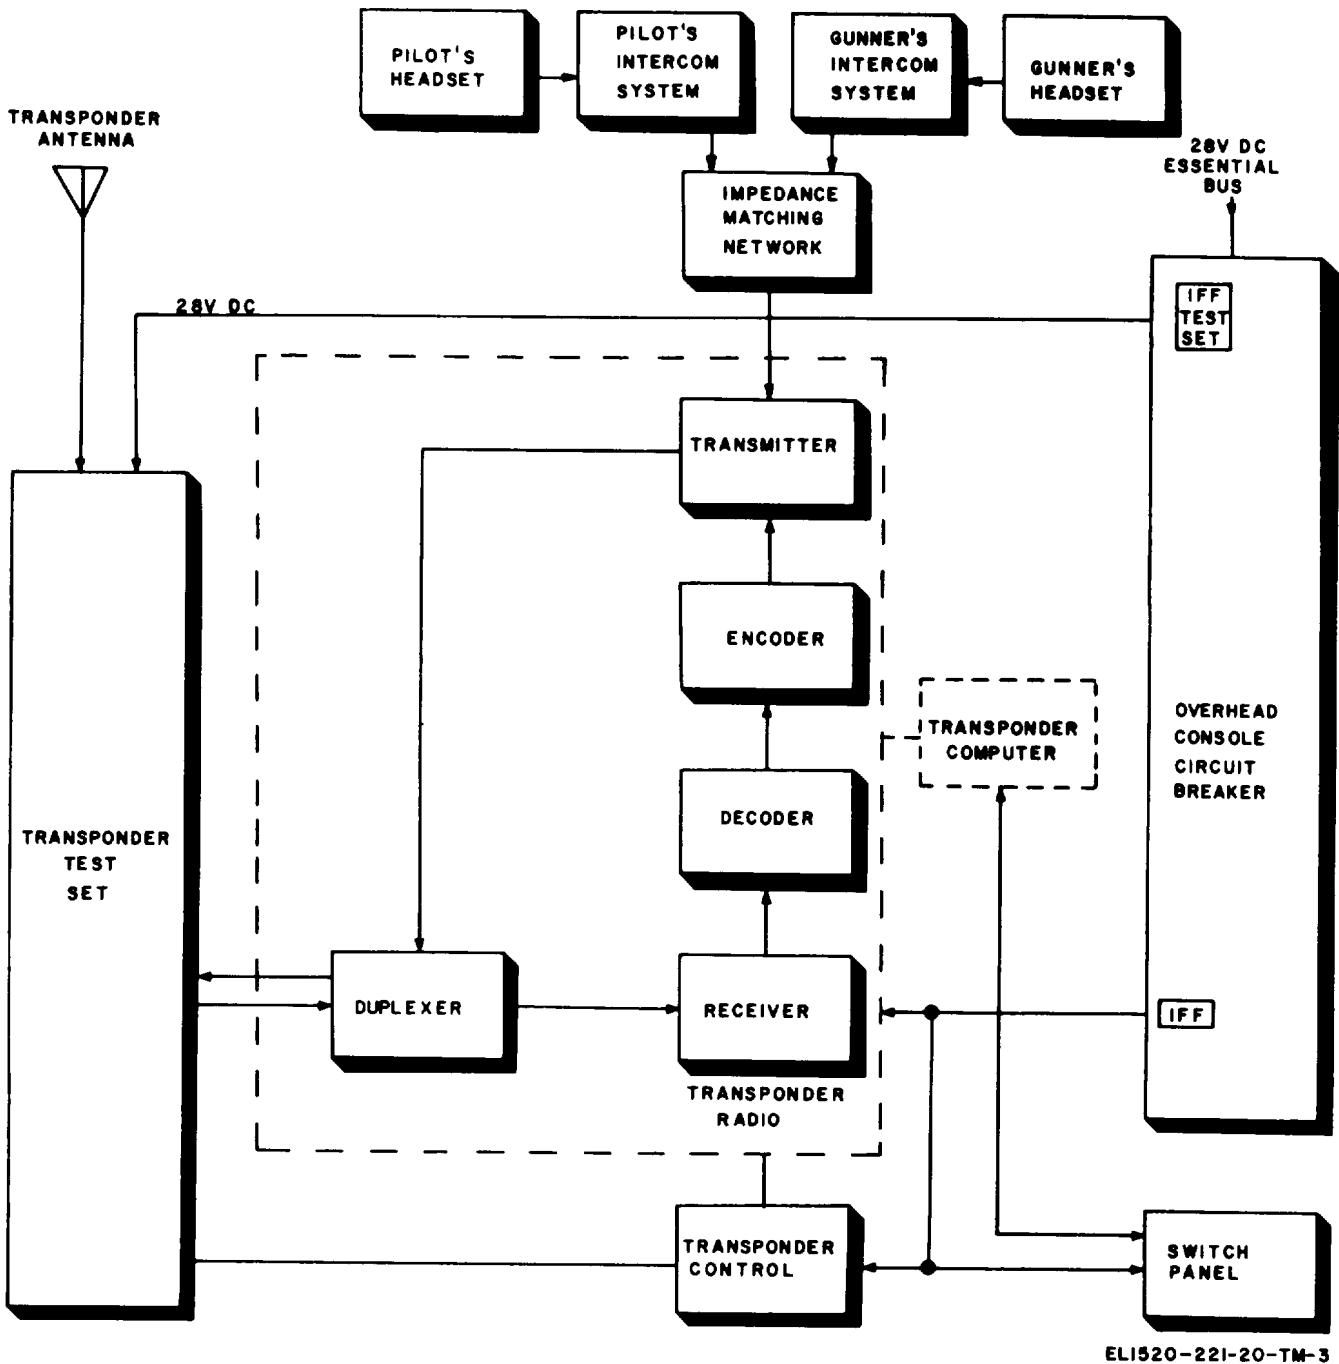 PILOT'S
HEADSET
PILOT'S
INTERCOM
SYSTEM
GUNNER'S
INTERCOM
SYSTEM
GUNNER'S
HEADSET
TRANSPONDER
ANTENNA
28V DC
ESSENTIAL
BUS
IMPEDANCE
MATCHING
NETWORK
28V DC
IFF
TEST
SET
TRANSMITTER
ENCODER
TRANSPONDER
COMPUTER
OVERHEAD
CONSOLE
CIRCUIT
BREAKER
DECODER
TRANSPONDER
TEST
SET
DUPLEXER
RECEIVER
IFF
TRANSPONDER
RADIO
TRANSPONDER
CONTROL
SWITCH
PANEL
EL1520-221-20-TM-3